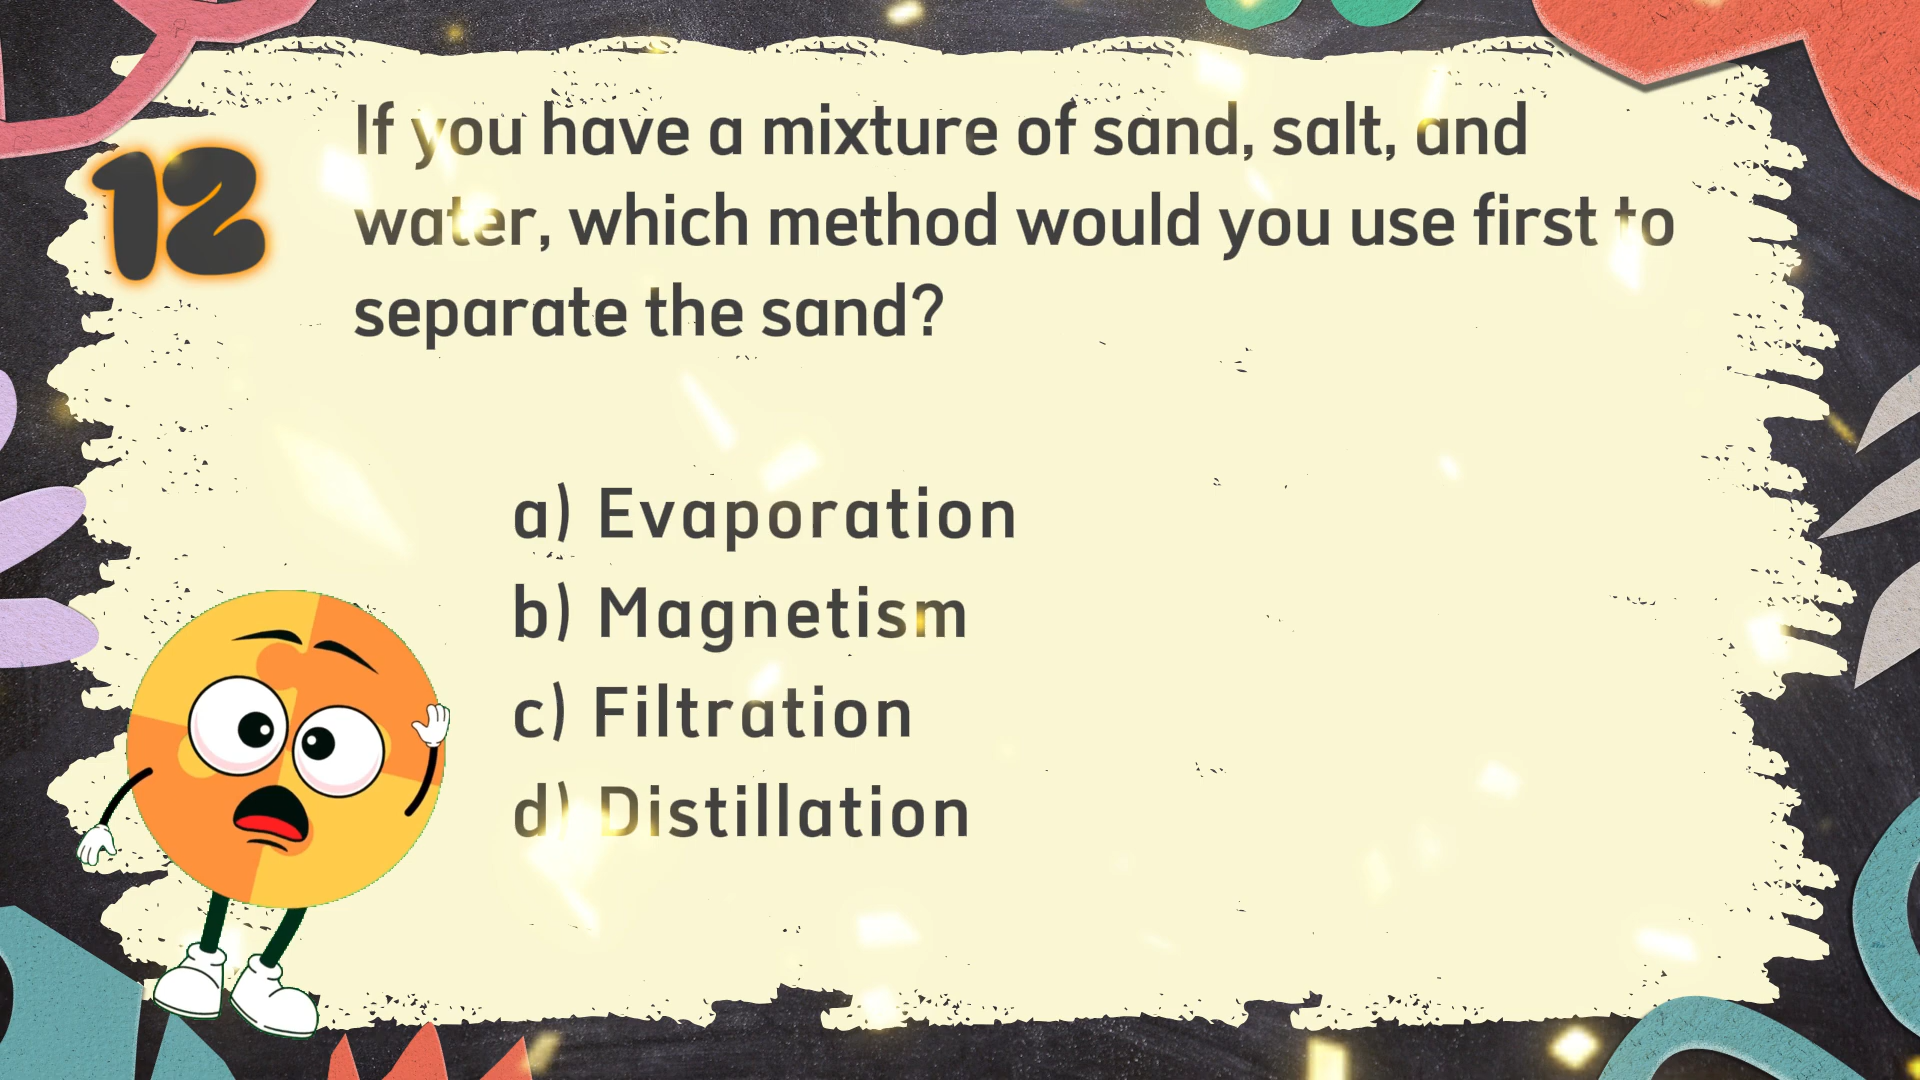 12
If you have a mixture of sand, salt, and
water, which method would you use first to
separate the sand?
a) Evaporation
b) Magnetism
c) Filtration
d) Distillation